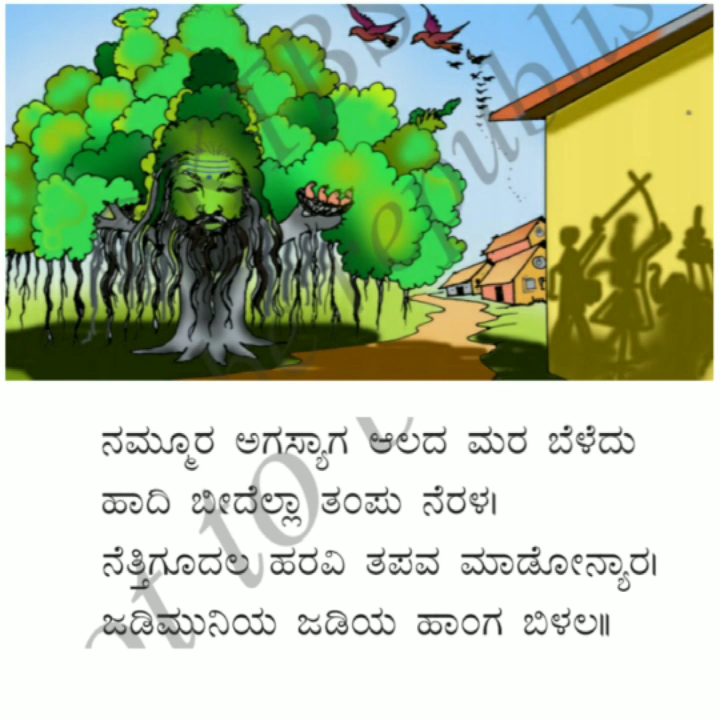 ನಮ್ಮೂರ ಅಗಸ್ಯಾಗ ಆಲದ ಮರ ಬೆಳೆದು
ಹಾದಿ ಬೀದೆಲ್ಲಾ ತಂಪು ನೆರಳ।
ನೆತ್ತಿಗೂದಲ ಹರವಿ ತಪವ ಮಾಡೋನ್ಯಾರ।
ಜಡಿಮುನಿಯ ಜಡಿಯ ಹಾಂಗ ಬಿಳಲ॥